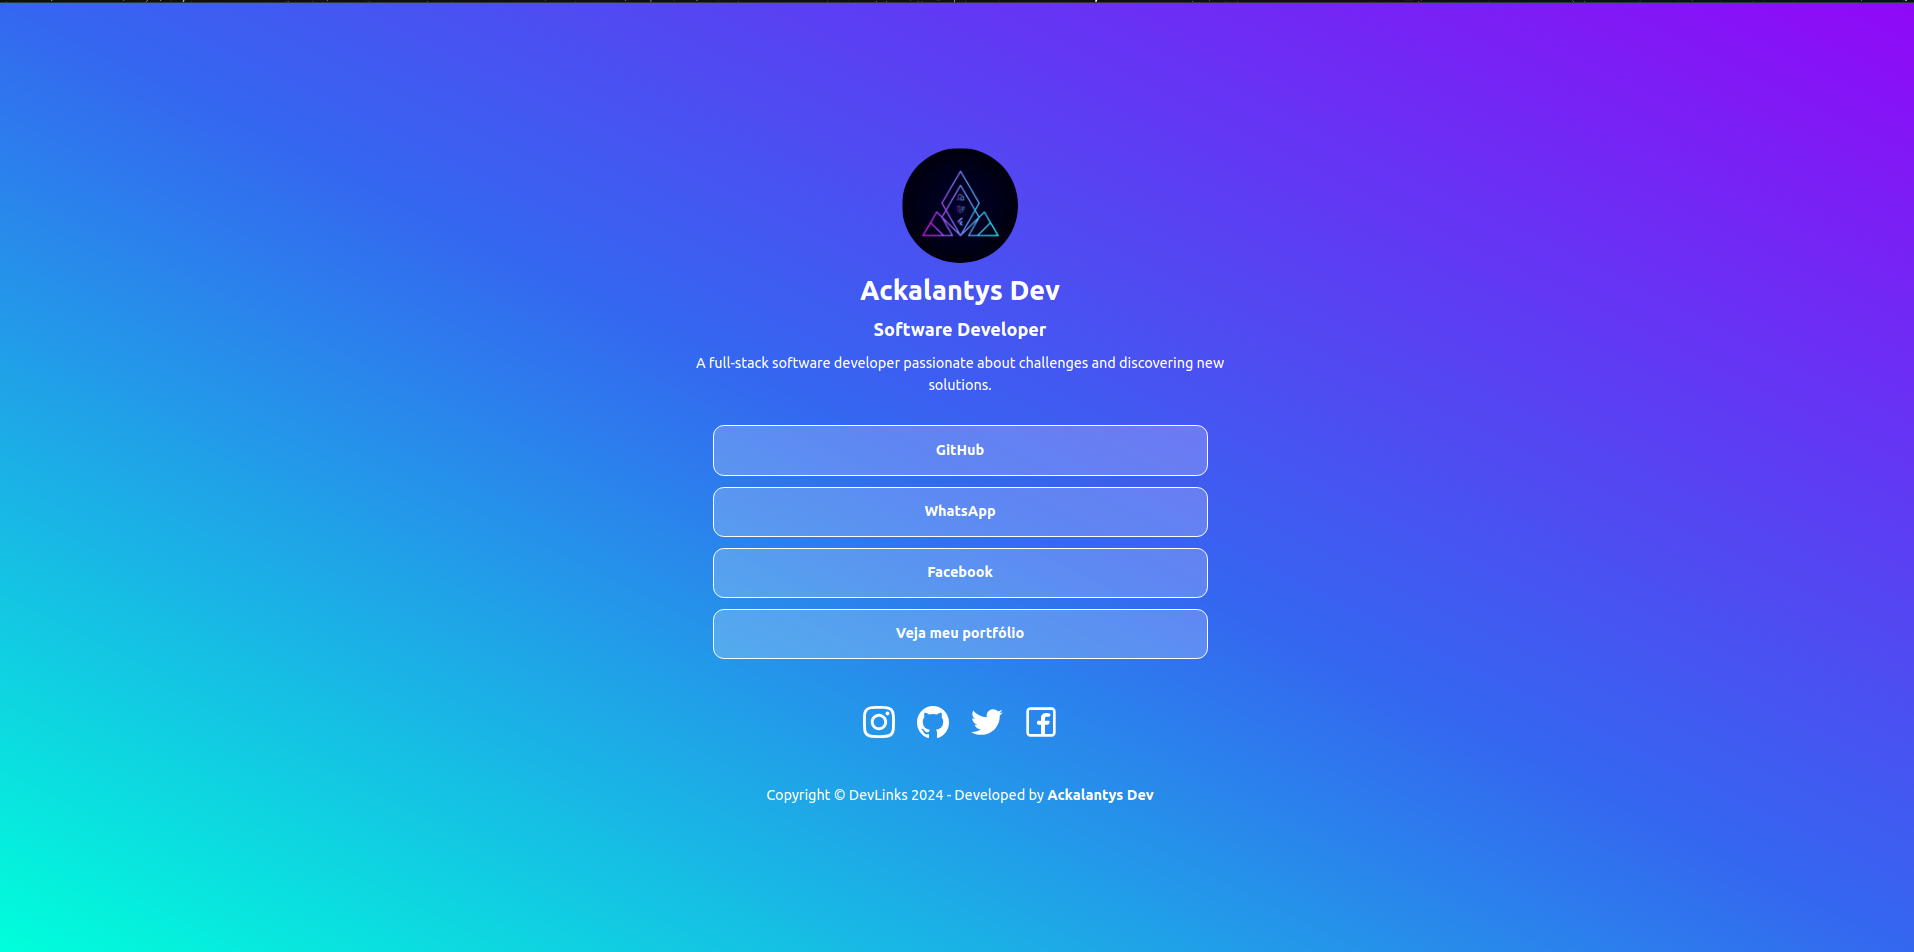 Ackalantys Dev
Software Developer
A full-stack software developer passionate about challenges and discovering new
solutions.
GitHub
WhatsApp
Facebook
Veja meu portfólio
Copyright © DevLinks 2024 - Developed by Ackalantys Dev